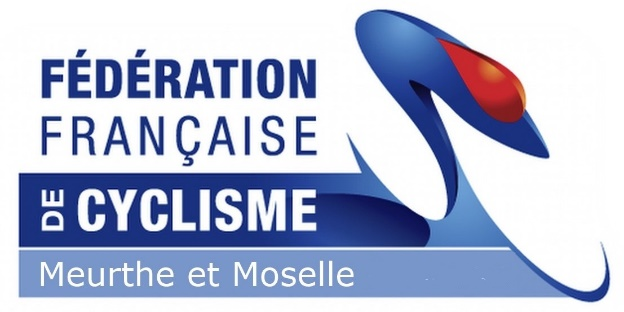 FÉDÉRATION
FRANÇAISE
DE CYCLISME
Meurthe et Moselle